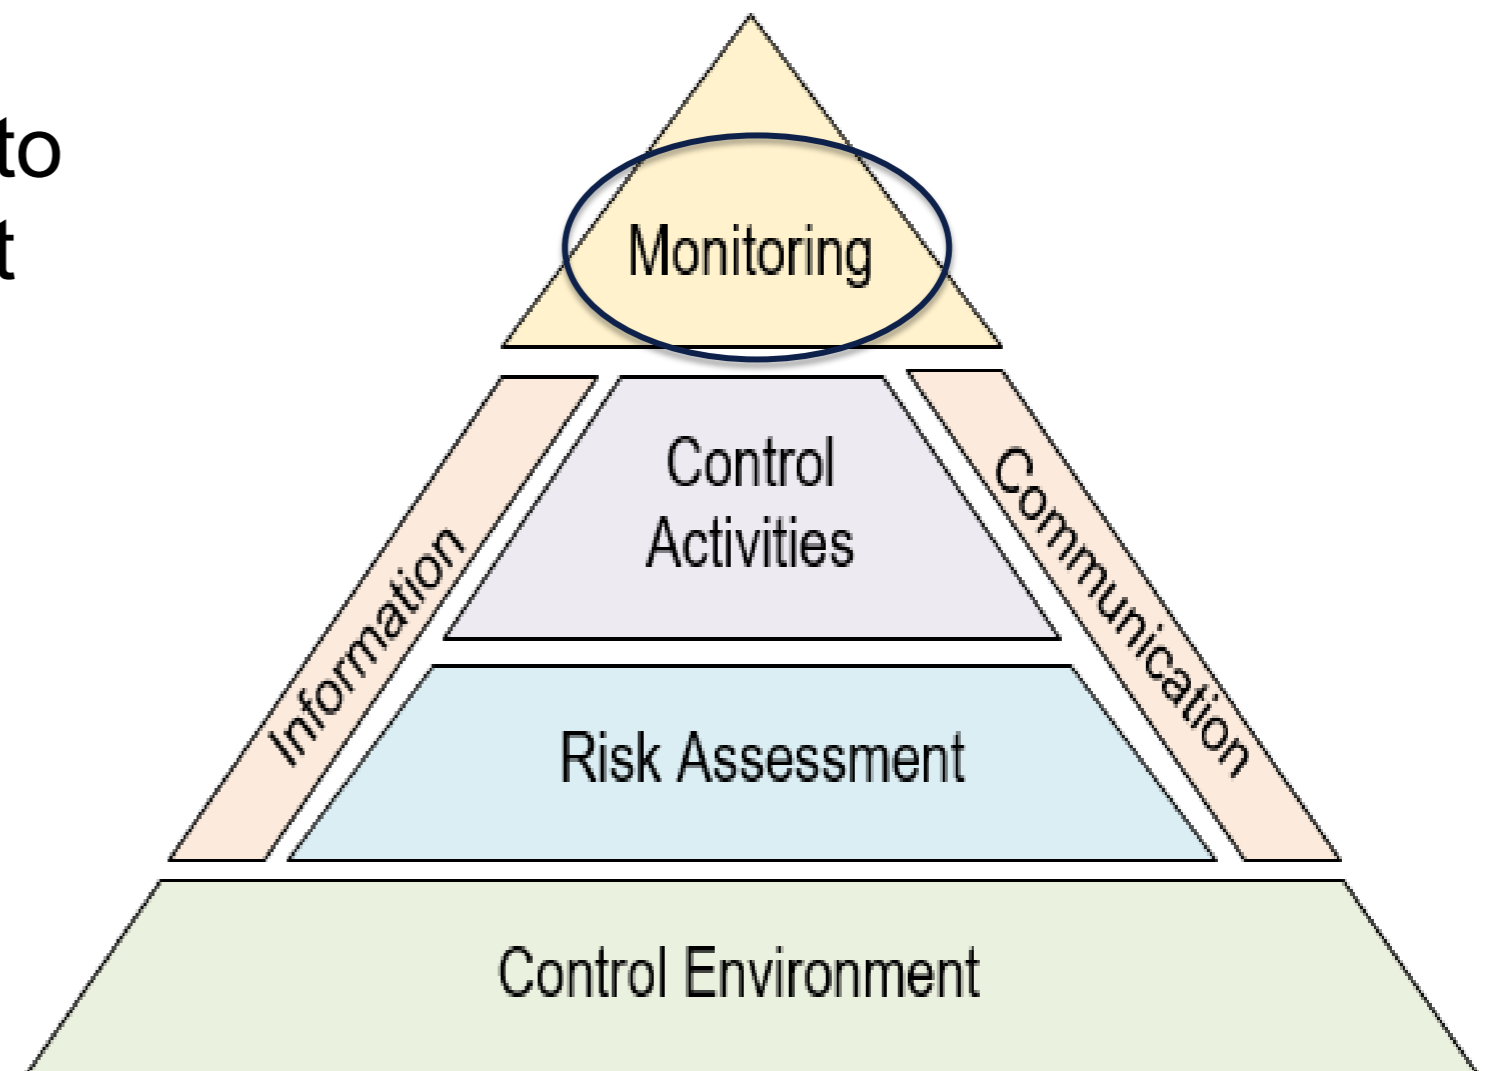 to
t
Monitoring
Control
Activities
Information
Communication
Risk Assessment
Control Environment